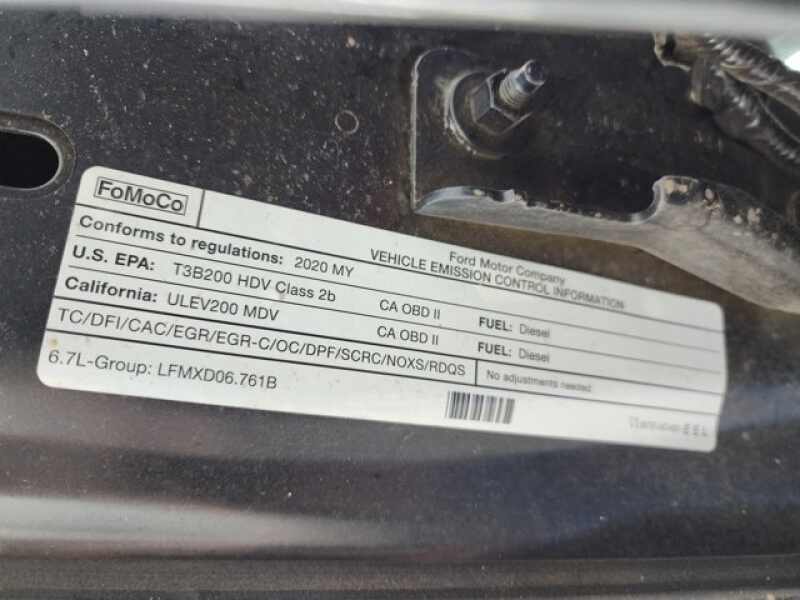 FoMoCo
Ford Motor Company
VEHICLE EMISSION CONTROL INFORMATION
Conforms to regulations: 2020 MY
U.S. EPA: T3B200 HDV Class 2b CA OBD II FUEL: Diesel
California: ULEV200 MDV CA OBD II FUEL: Diesel
TC/DFI/CAC/EGR/EGR-C/OC/DPF/SCRC/NOXS/RDQS No adjustments needed.
6.7L-Group: LFMXD06.761B